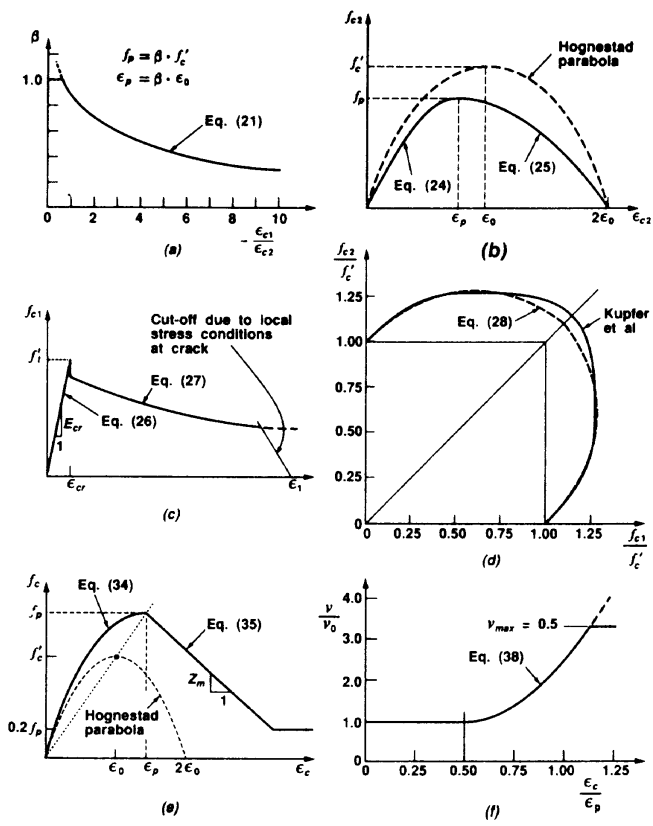 β
f_p = β · f_c'
ϵ_p = β · ϵ_0
1.0
Eq. (21)
0 2 4 6 8 10
- ϵ_c1 / ϵ_c2
(a)
f_c2
Hognestad
parabola
f_c'
f_p
Eq. (24)
Eq. (25)
ϵ_p ϵ_0 2ϵ_0 ϵ_c2
(b)
f_c1
Cut-off due to local
stress conditions
at crack
f_t'
Eq. (27)
Eq. (26)
E_cr
1
ϵ_cr ϵ_1
(c)
f_c2 / f_c'
1.25
1.00
0.75
0.50
0.25
0
Eq. (28)
Kupfer
et al
0 0.25 0.50 0.75 1.00 1.25
f_c1 / f_c'
(d)
f_c
Eq. (34)
f_p
Eq. (35)
f_c'
Z_m
1
Hognestad
parabola
0.2 f_p
ϵ_0 ϵ_p 2ϵ_0 ϵ_c
(e)
ν / ν_0
4.0
ν_max = 0.5
3.0
Eq. (38)
2.0
1.0
0 0.25 0.50 0.75 1.00 1.25
ϵ_c / ϵ_p
(f)